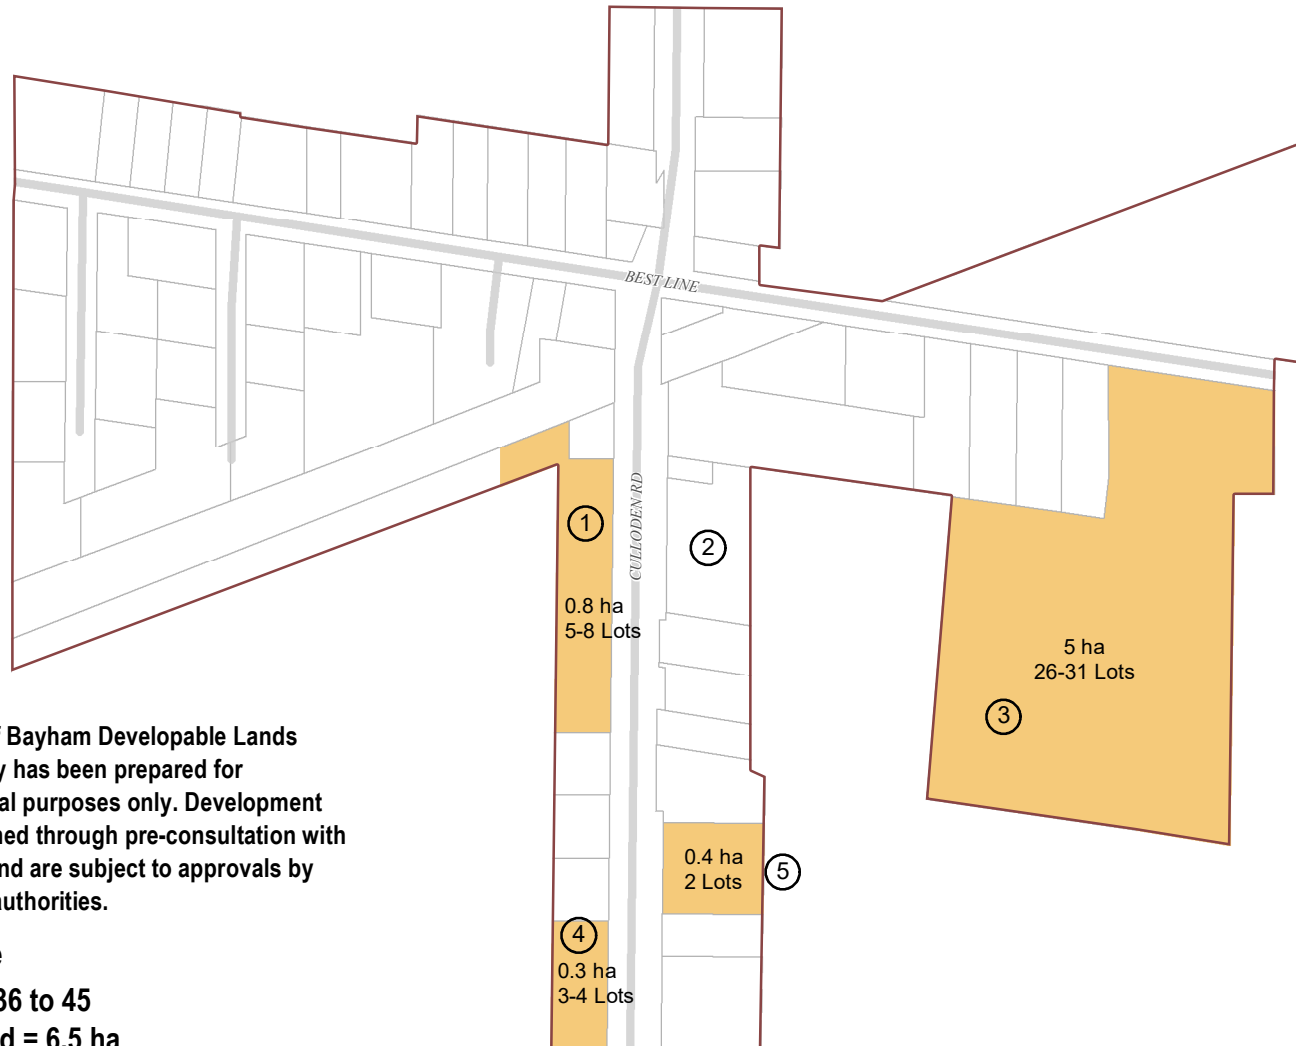 BEST LINE
CULLODEN RD
1
0.8 ha
5-8 Lots
2
5 ha
26-31 Lots
3
0.4 ha
2 Lots
5
4
0.3 ha
3-4 Lots
Bayham Developable Lands
has been prepared for
purposes only. Development
through pre-consultation with
are subject to approvals by
authorities.
36 to 45
= 6.5 ha